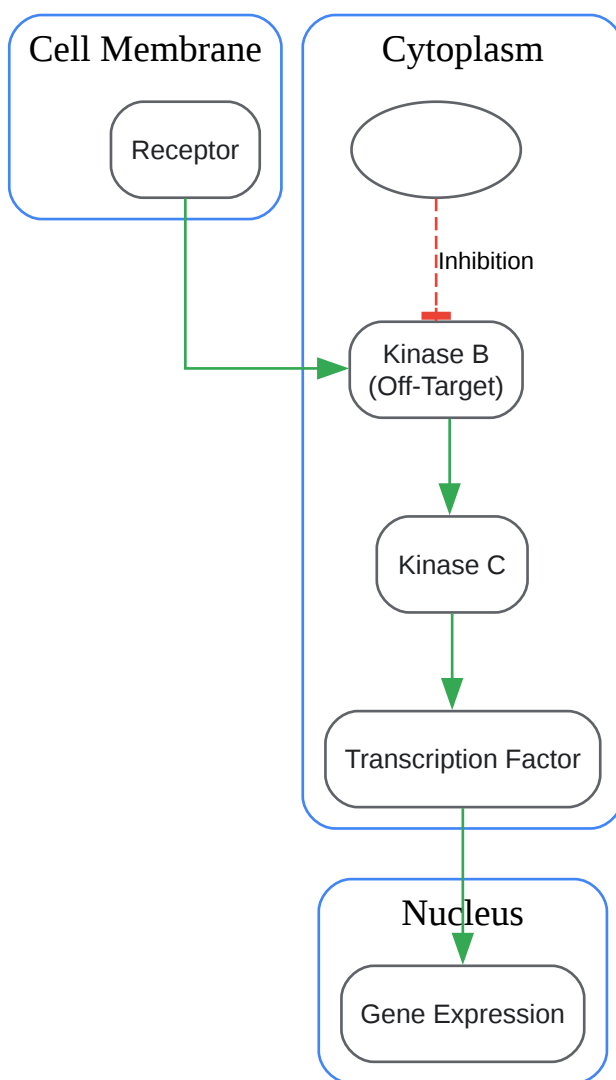 Cell Membrane
Receptor
Cytoplasm
Inhibition
Kinase B
(Off-Target)
Kinase C
Transcription Factor
Nucleus
Gene Expression